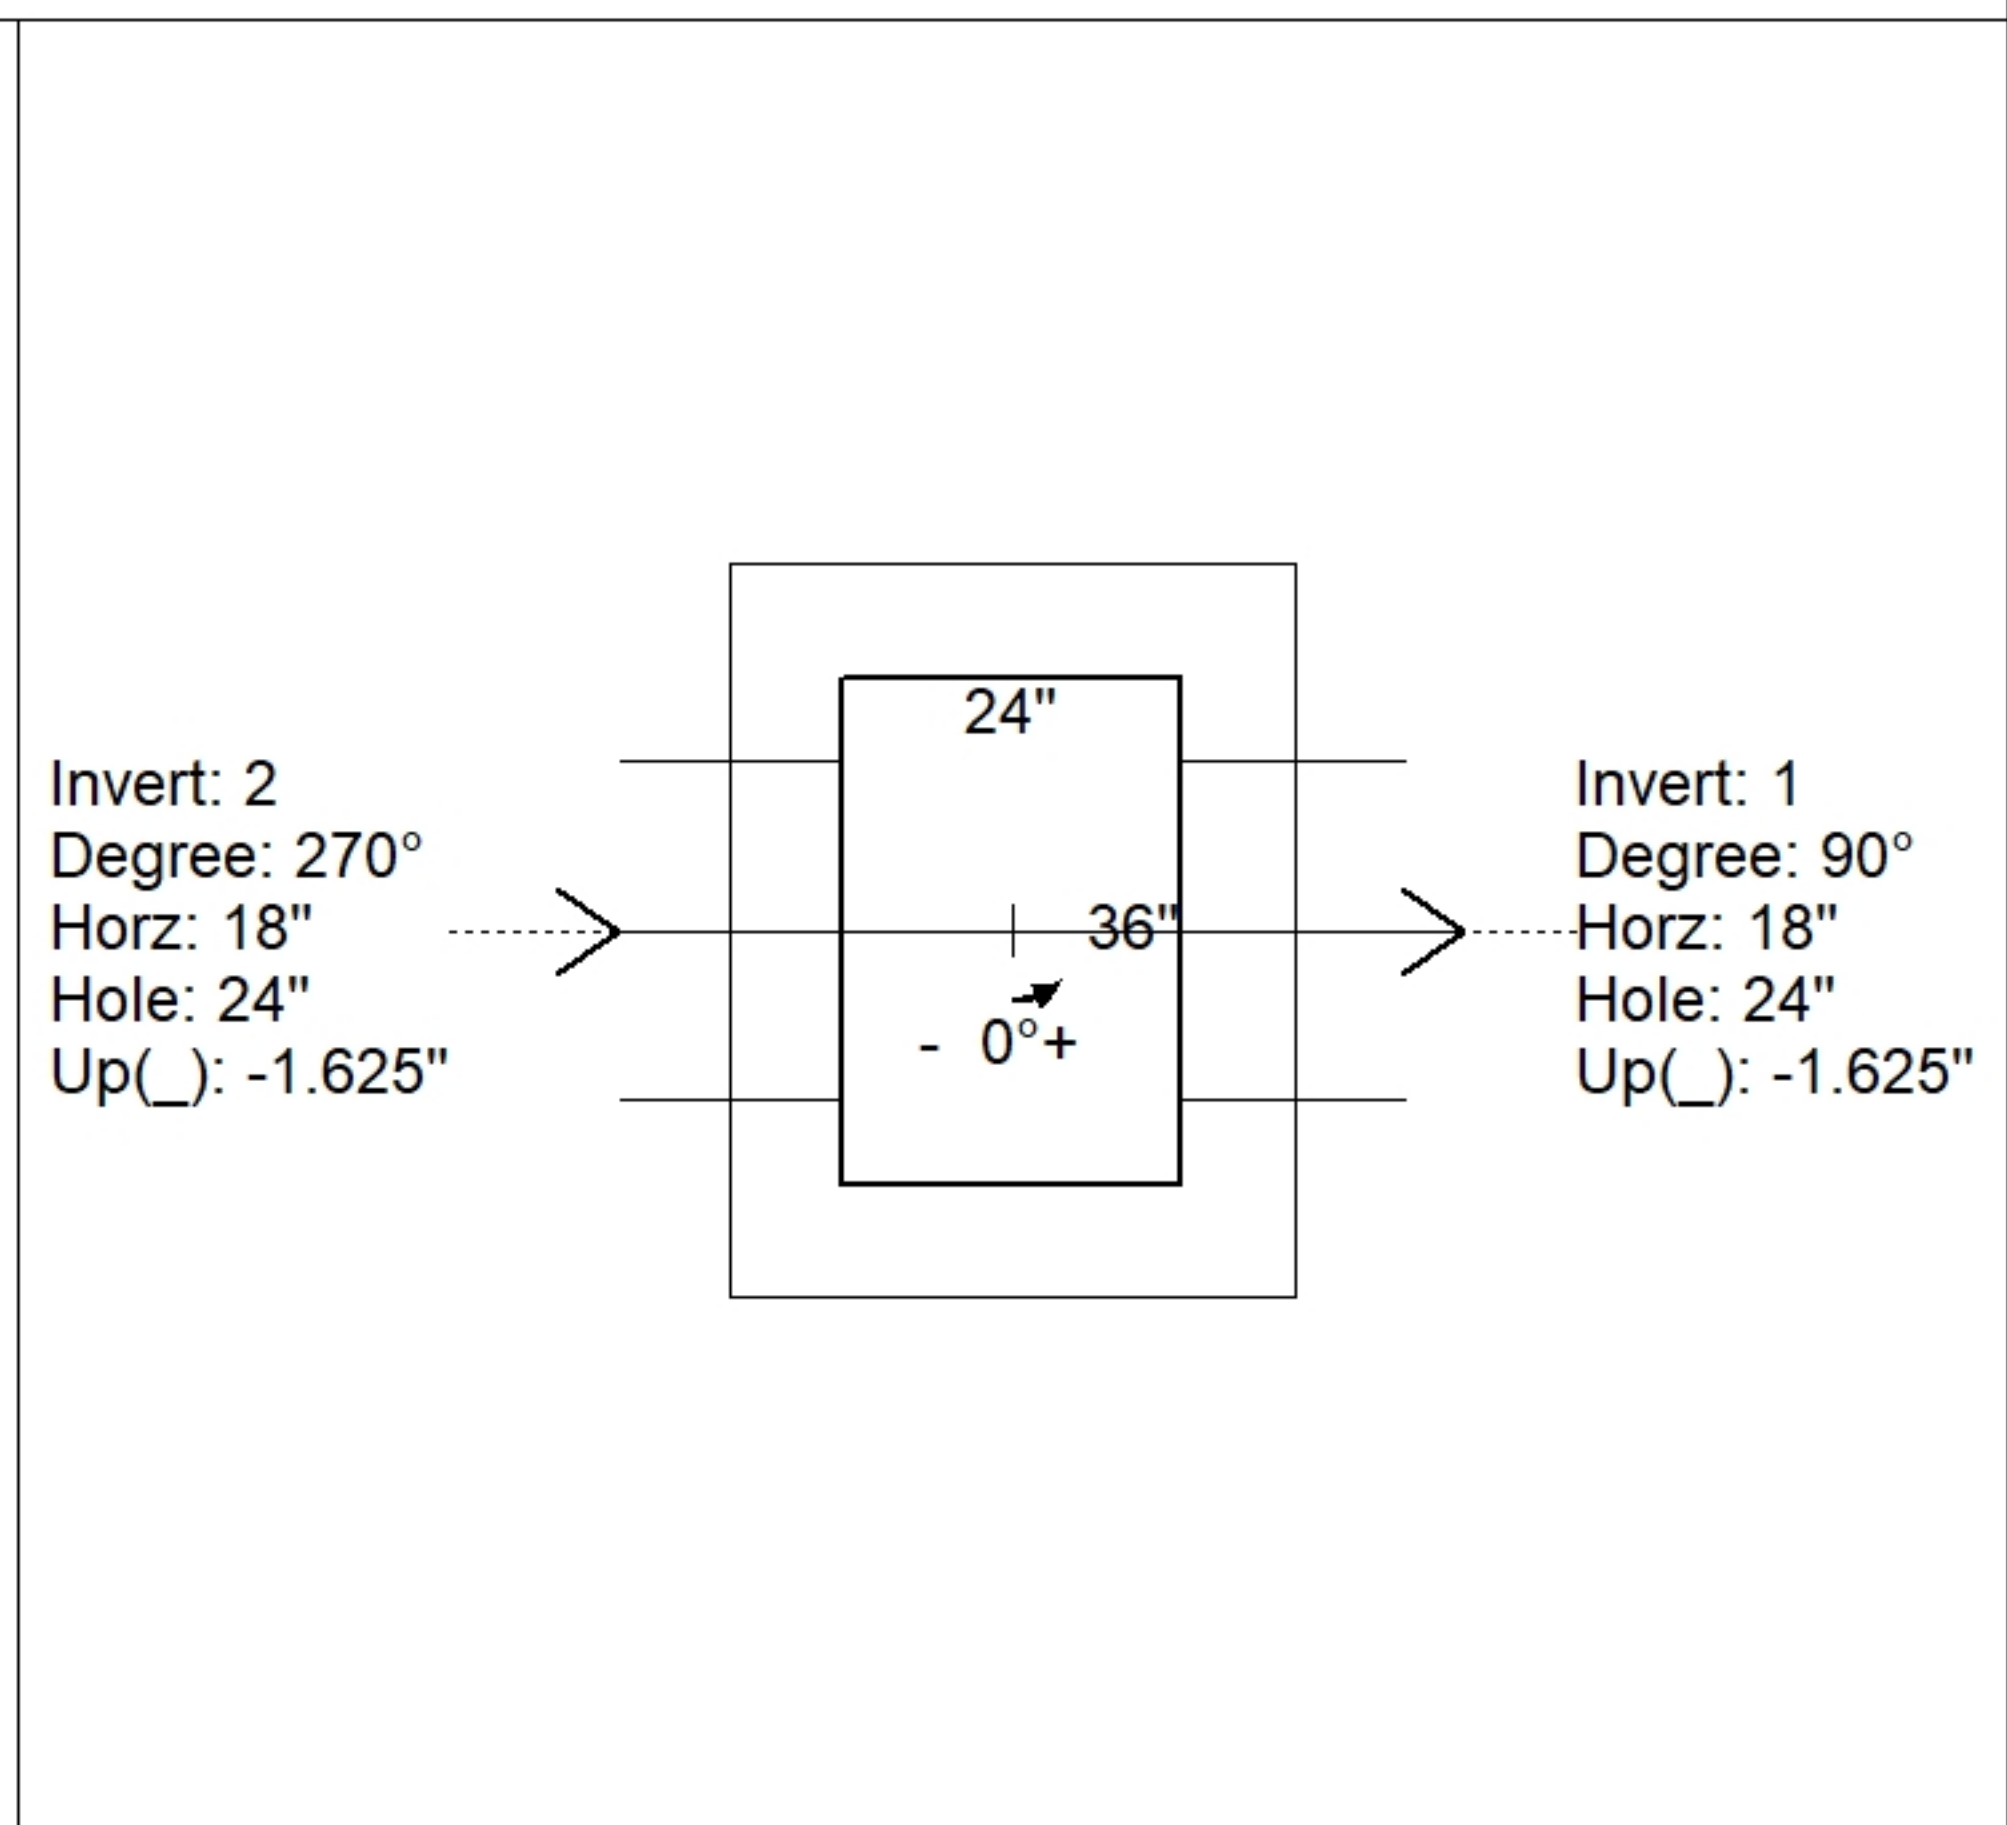 24"
Invert: 2
Degree: 270°
Horz: 18"
Hole: 24"
Up(_): -1.625"
36"
- 0°+
Invert: 1
Degree: 90°
Horz: 18"
Hole: 24"
Up(_): -1.625"